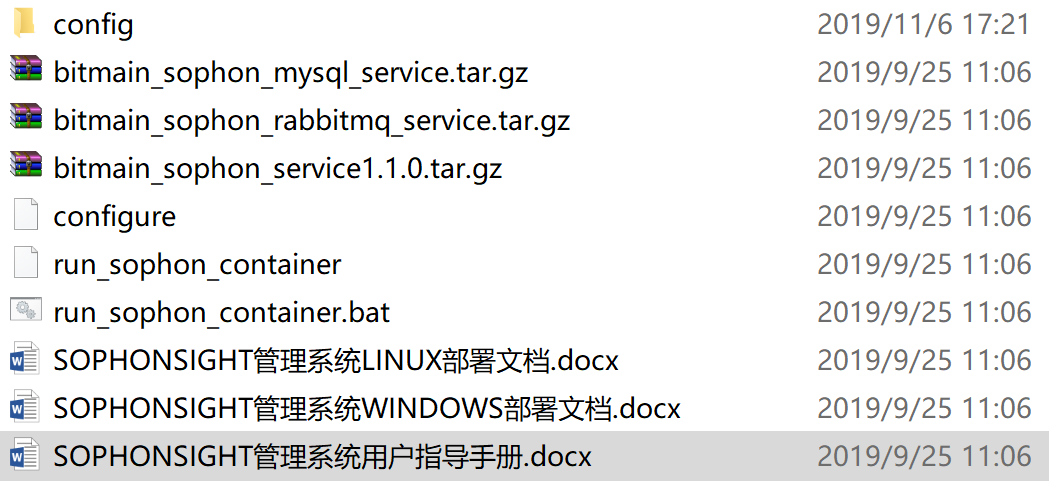 config 2019/11/6 17:21
bitmain_sophon_mysql_service.tar.gz 2019/9/25 11:06
bitmain_sophon_rabbitmq_service.tar.gz 2019/9/25 11:06
bitmain_sophon_service1.1.0.tar.gz 2019/9/25 11:06
configure 2019/9/25 11:06
run_sophon_container 2019/9/25 11:06
run_sophon_container.bat 2019/9/25 11:06
SOPHONSIGHT管理系统LINUX部署文档.docx 2019/9/25 11:06
SOPHONSIGHT管理系统WINDOWS部署文档.docx 2019/9/25 11:06
SOPHONSIGHT管理系统用户指导手册.docx 2019/9/25 11:06